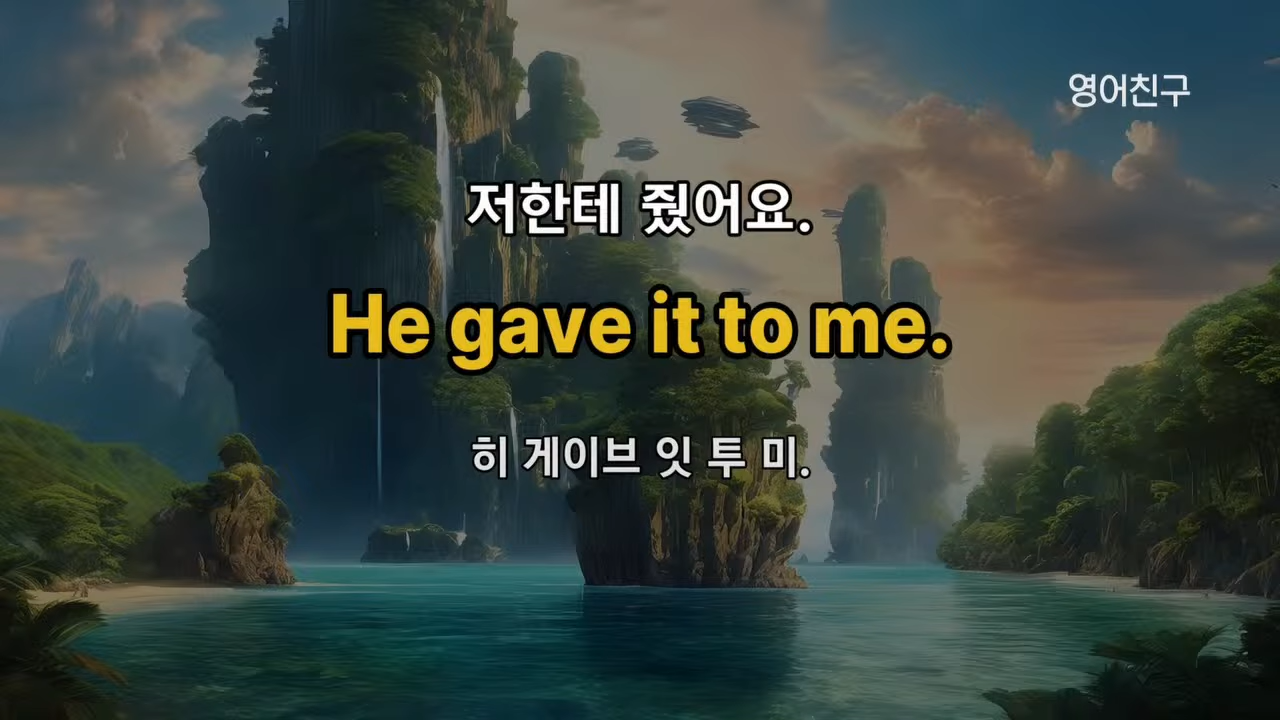 영어친구
저한테 줬어요.
He gave it to me.
히 게이브 잇 투 미.